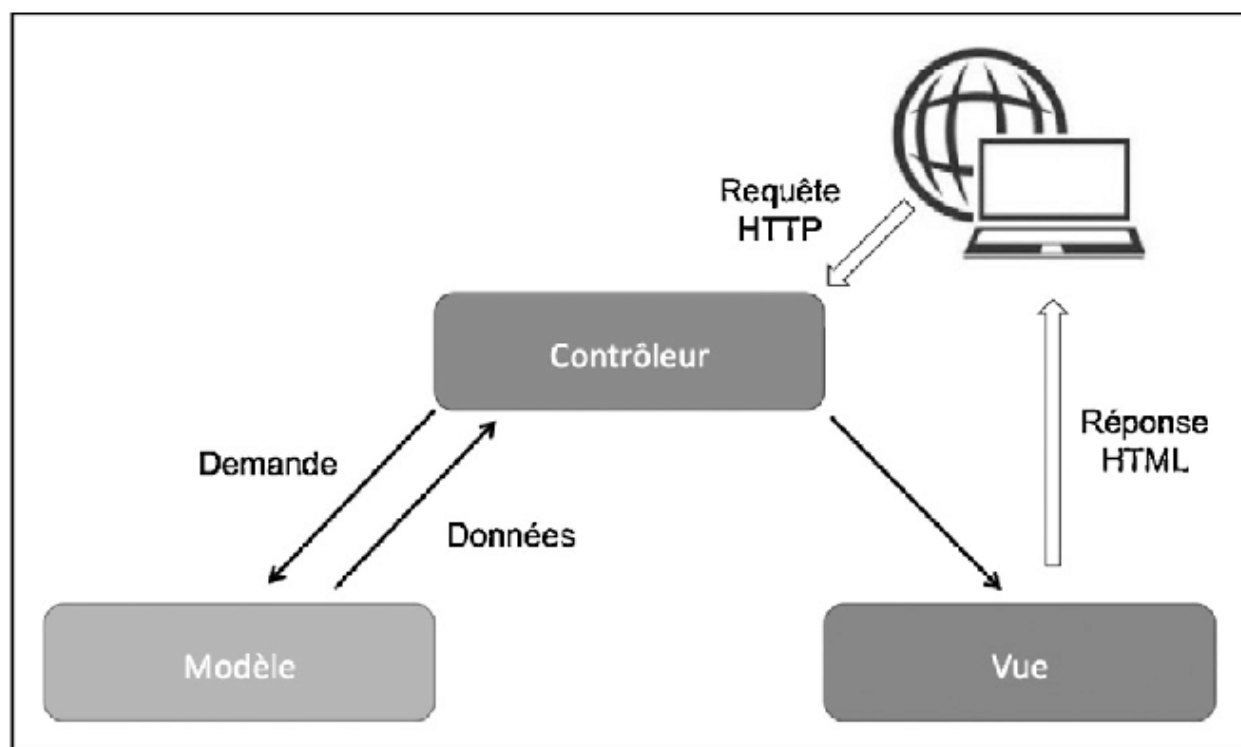 Requête
HTTP
Contrôleur
Réponse
HTML
Demande
Données
Modèle
Vue